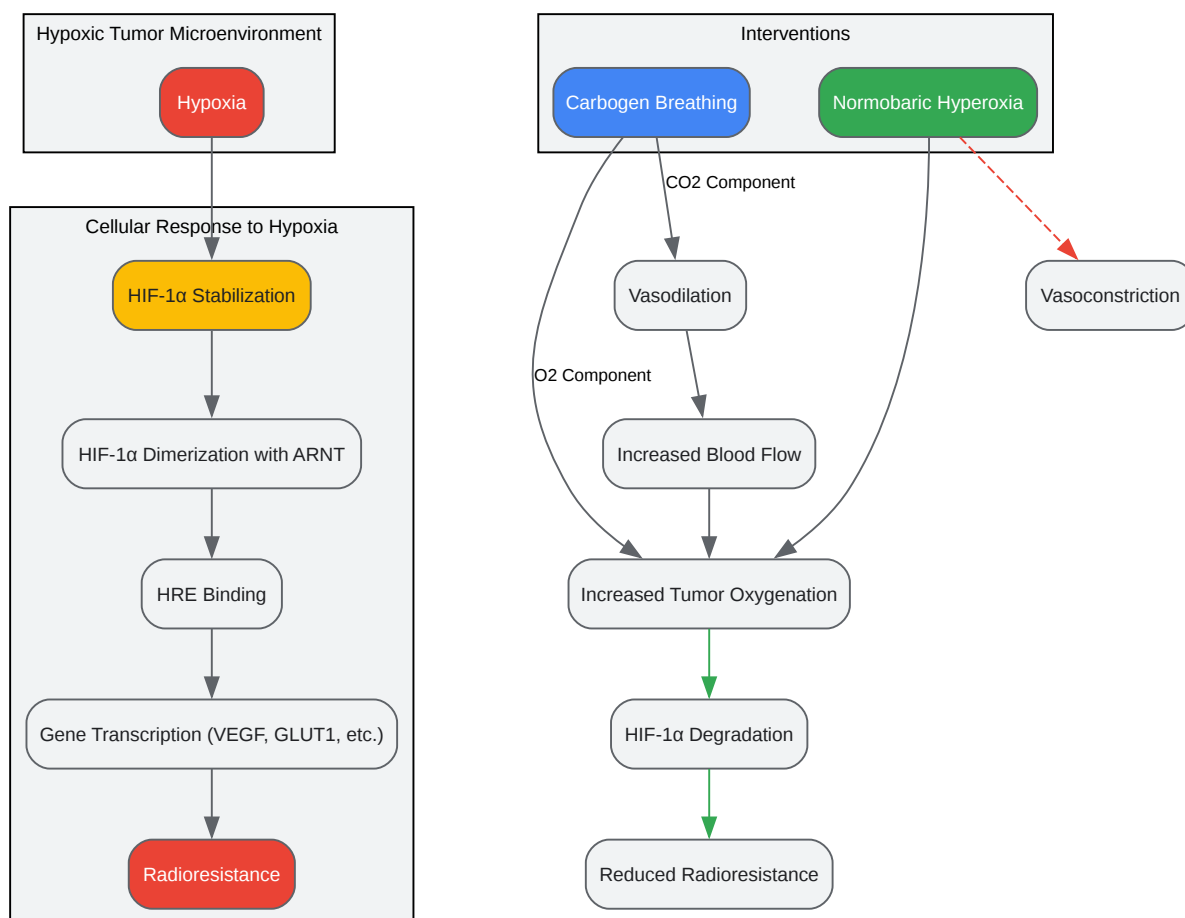 Hypoxic Tumor Microenvironment
Hypoxia
Cellular Response to Hypoxia
HIF-1α Stabilization
HIF-1α Dimerization with ARNT
HRE Binding
Gene Transcription (VEGF, GLUT1, etc.)
Radioresistance
Interventions
Carbogen Breathing
Normobaric Hyperoxia
CO2 Component
Vasodilation
Vasoconstriction
O2 Component
Increased Blood Flow
Increased Tumor Oxygenation
HIF-1α Degradation
Reduced Radioresistance